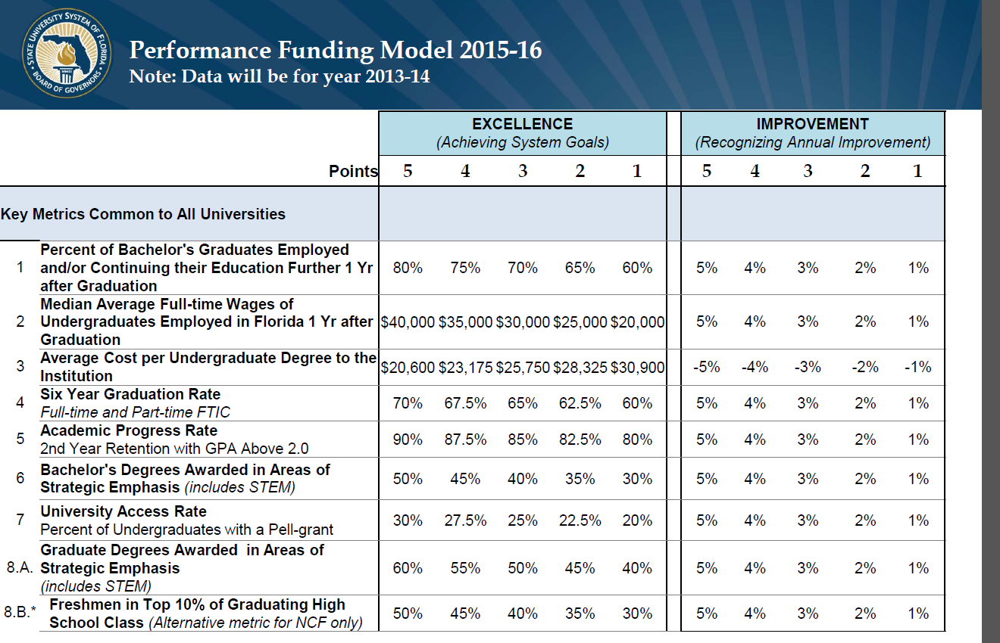 STATE UNIVERSITY SYSTEM OF FLORIDA
BOARD OF GOVERNORS
Performance Funding Model 2015-16
Note: Data will be for year 2013-14
EXCELLENCE IMPROVEMENT
(Achieving System Goals) (Recognizing Annual Improvement)
Points 5 4 3 2 1 5 4 3 2 1
Key Metrics Common to All Universities
Percent of Bachelor's Graduates Employed
1 and/or Continuing their Education Further 1 Yr 80% 75% 70% 65% 60% 5% 4% 3% 2% 1%
after Graduation
Median Average Full-time Wages of
2 Undergraduates Employed in Florida 1 Yr after $40,000 $35,000 $30,000 $25,000 $20,000 5% 4% 3% 2% 1%
Graduation
3 Average Cost per Undergraduate Degree to the $20,600 $23,175 $25,750 $28,325 $30,900 -5% -4% -3% -2% -1%
Institution
4 Six Year Graduation Rate 70% 67.5% 65% 62.5% 60% 5% 4% 3% 2% 1%
Full-time and Part-time FTIC
5 Academic Progress Rate 90% 87.5% 85% 82.5% 80% 5% 4% 3% 2% 1%
2nd Year Retention with GPA Above 2.0
6 Bachelor's Degrees Awarded in Areas of 50% 45% 40% 35% 30% 5% 4% 3% 2% 1%
Strategic Emphasis (includes STEM)
7 University Access Rate 30% 27.5% 25% 22.5% 20% 5% 4% 3% 2% 1%
Percent of Undergraduates with a Pell-grant
Graduate Degrees Awarded in Areas of
8.A. Strategic Emphasis 60% 55% 50% 45% 40% 5% 4% 3% 2% 1%
(includes STEM)
8.B.* Freshmen in Top 10% of Graduating High 50% 45% 40% 35% 30% 5% 4% 3% 2% 1%
School Class (Alternative metric for NCF only)